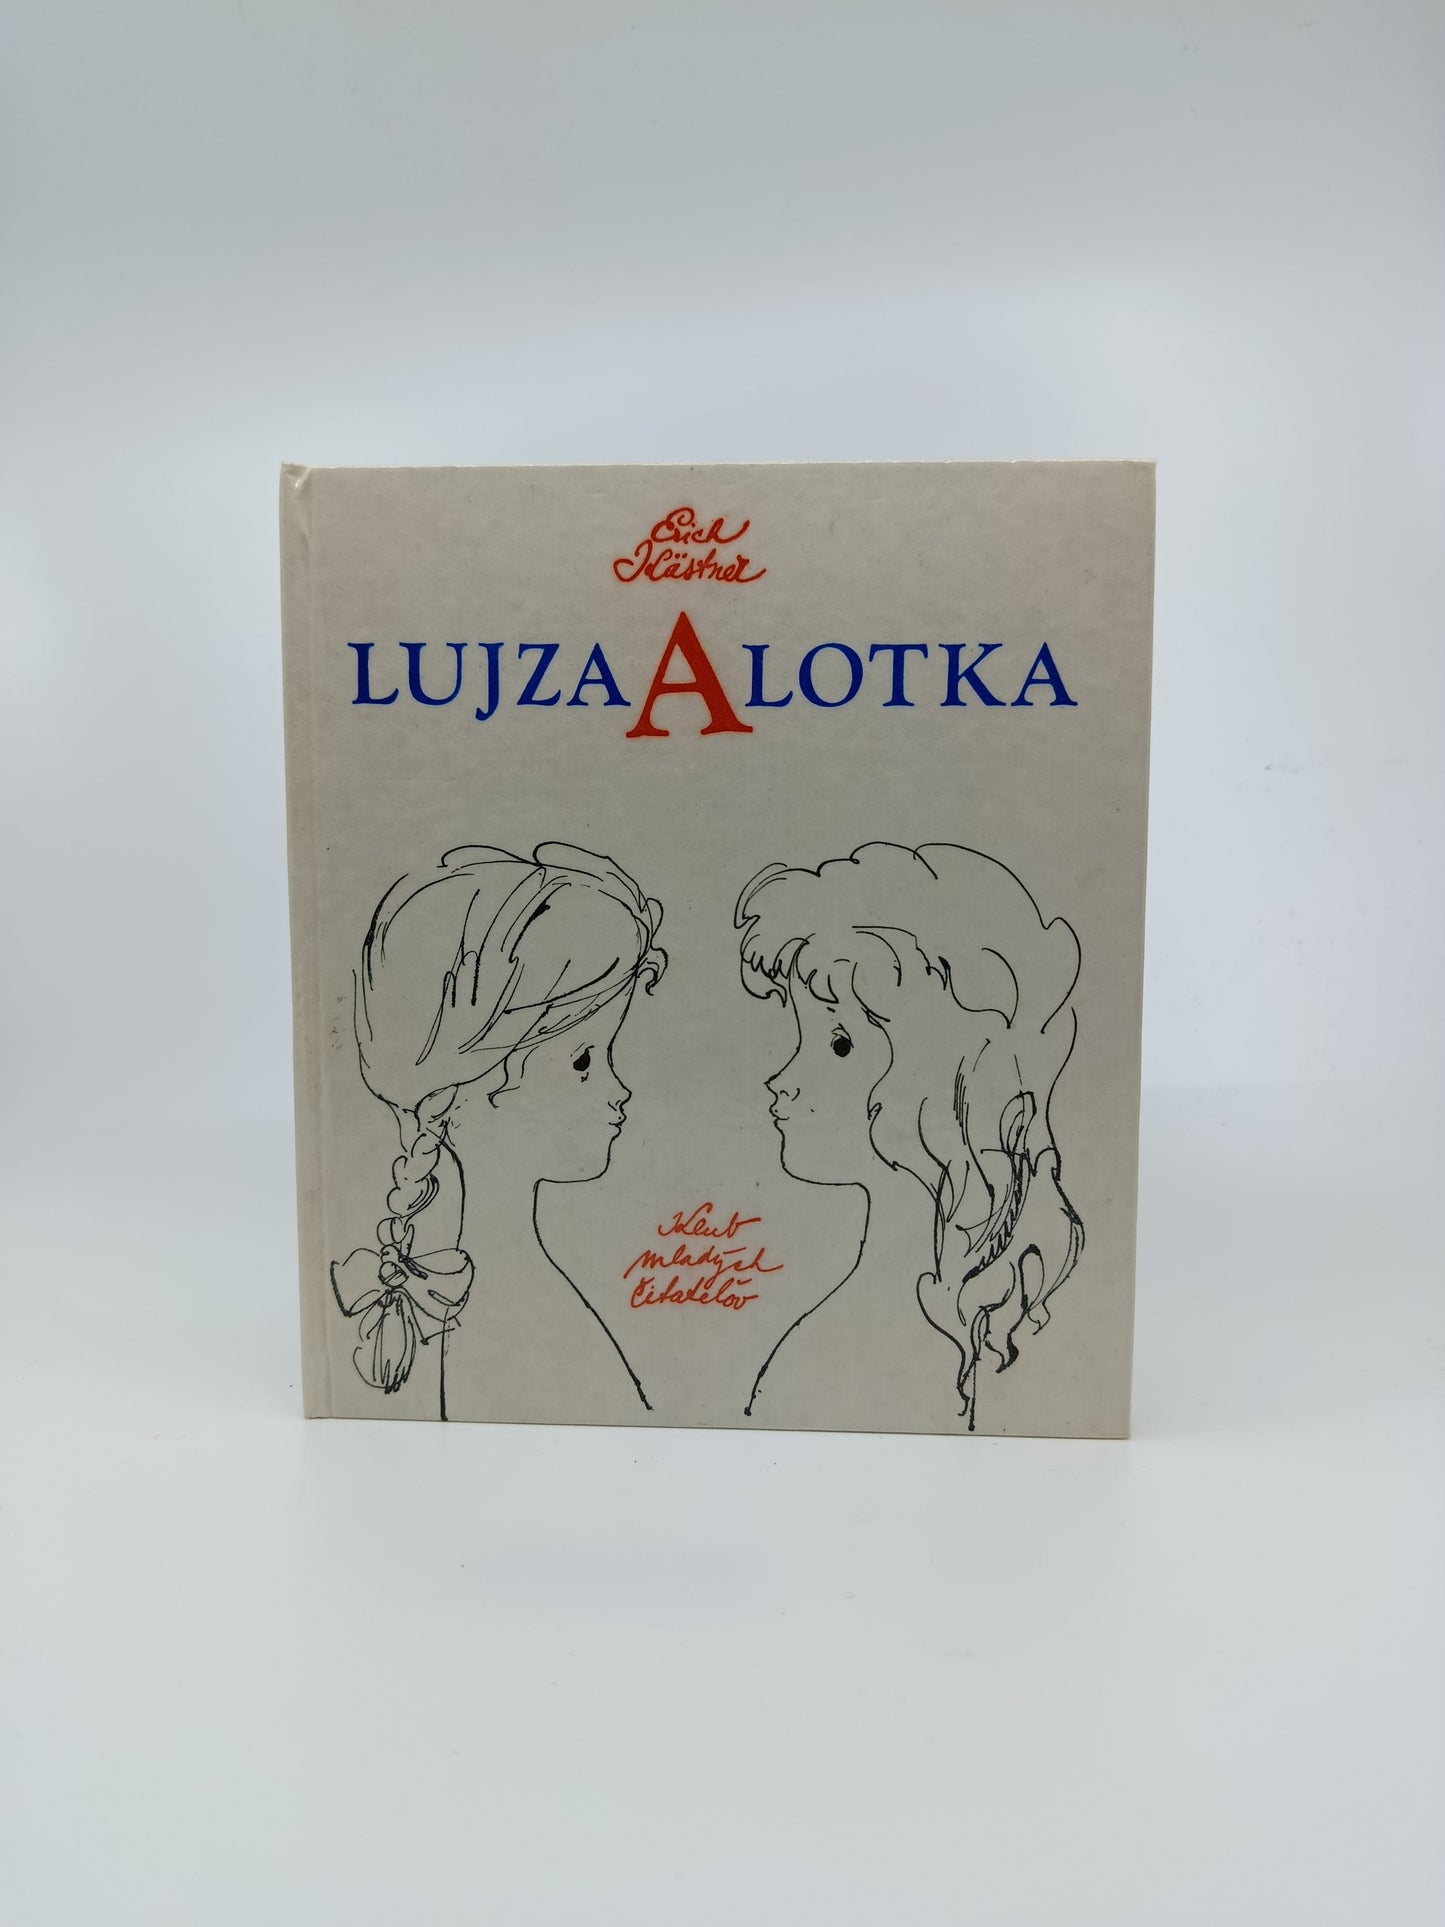 Erich
Kästner
LUJZA A LOTKA
Klub
mladých
čitateľov